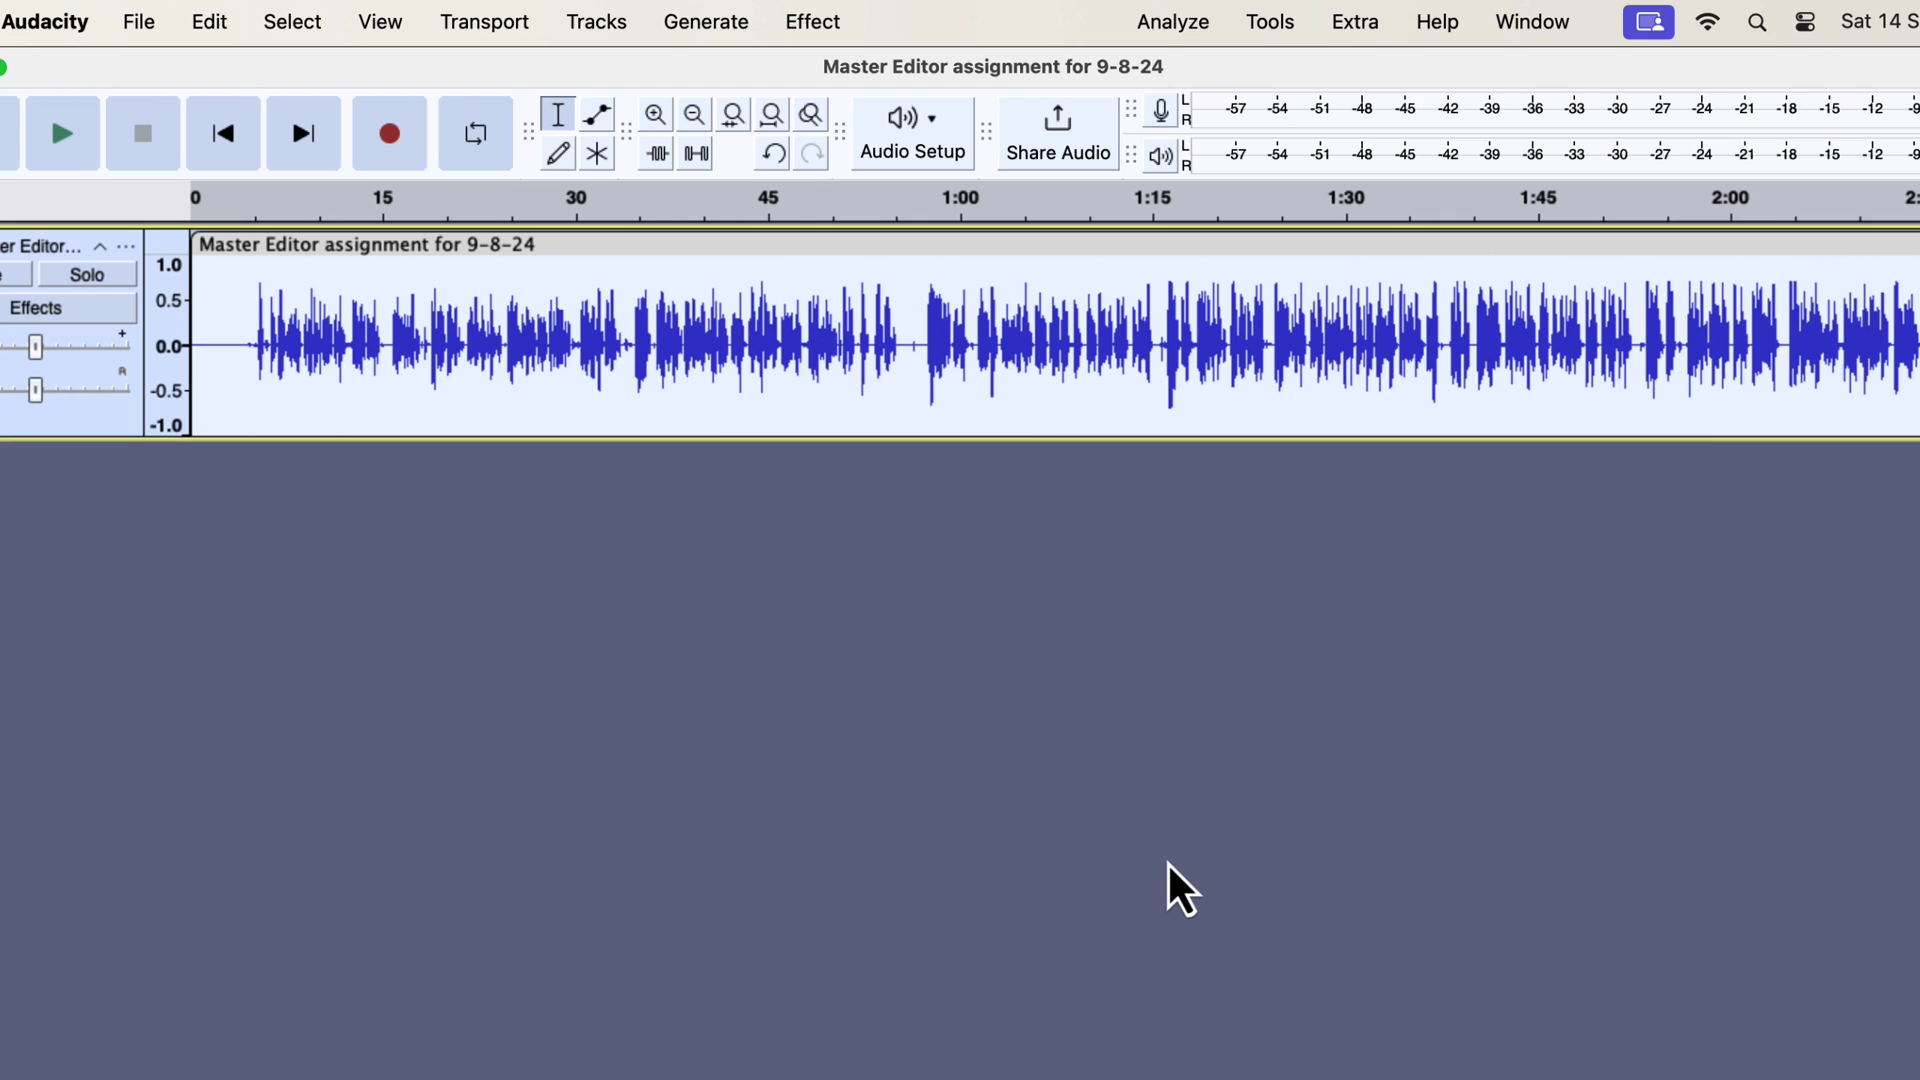 Audacity File Edit Select View Transport Tracks Generate Effect Analyze Tools Extra Help Window Sat 14 S
Master Editor assignment for 9-8-24
Audio Setup
Share Audio
L
R
-57 -54 -51 -48 -45 -42 -39 -36 -33 -30 -27 -24 -21 -18 -15 -12 -9
L
R
-57 -54 -51 -48 -45 -42 -39 -36 -33 -30 -27 -24 -21 -18 -15 -12 -9
0 15 30 45 1:00 1:15 1:30 1:45 2:00 2:
er Editor...
Master Editor assignment for 9-8-24
e Solo
Effects
+
R
1.0
0.5
0.0
-0.5
-1.0